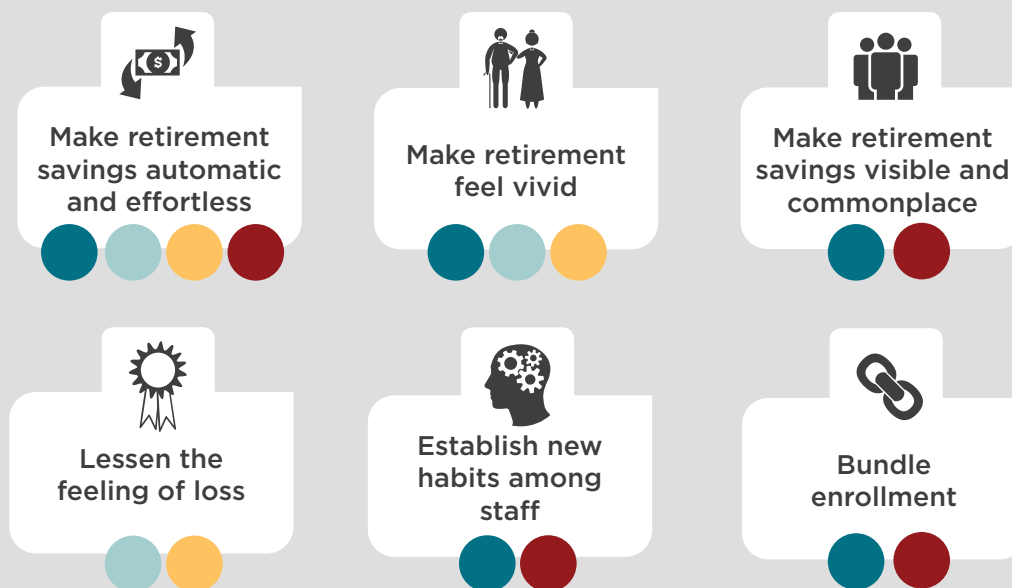 Make retirement
savings automatic
and effortless
Make retirement
feel vivid
Make retirement
savings visible and
commonplace
Lessen the
feeling of loss
Establish new
habits among
staff
Bundle
enrollment